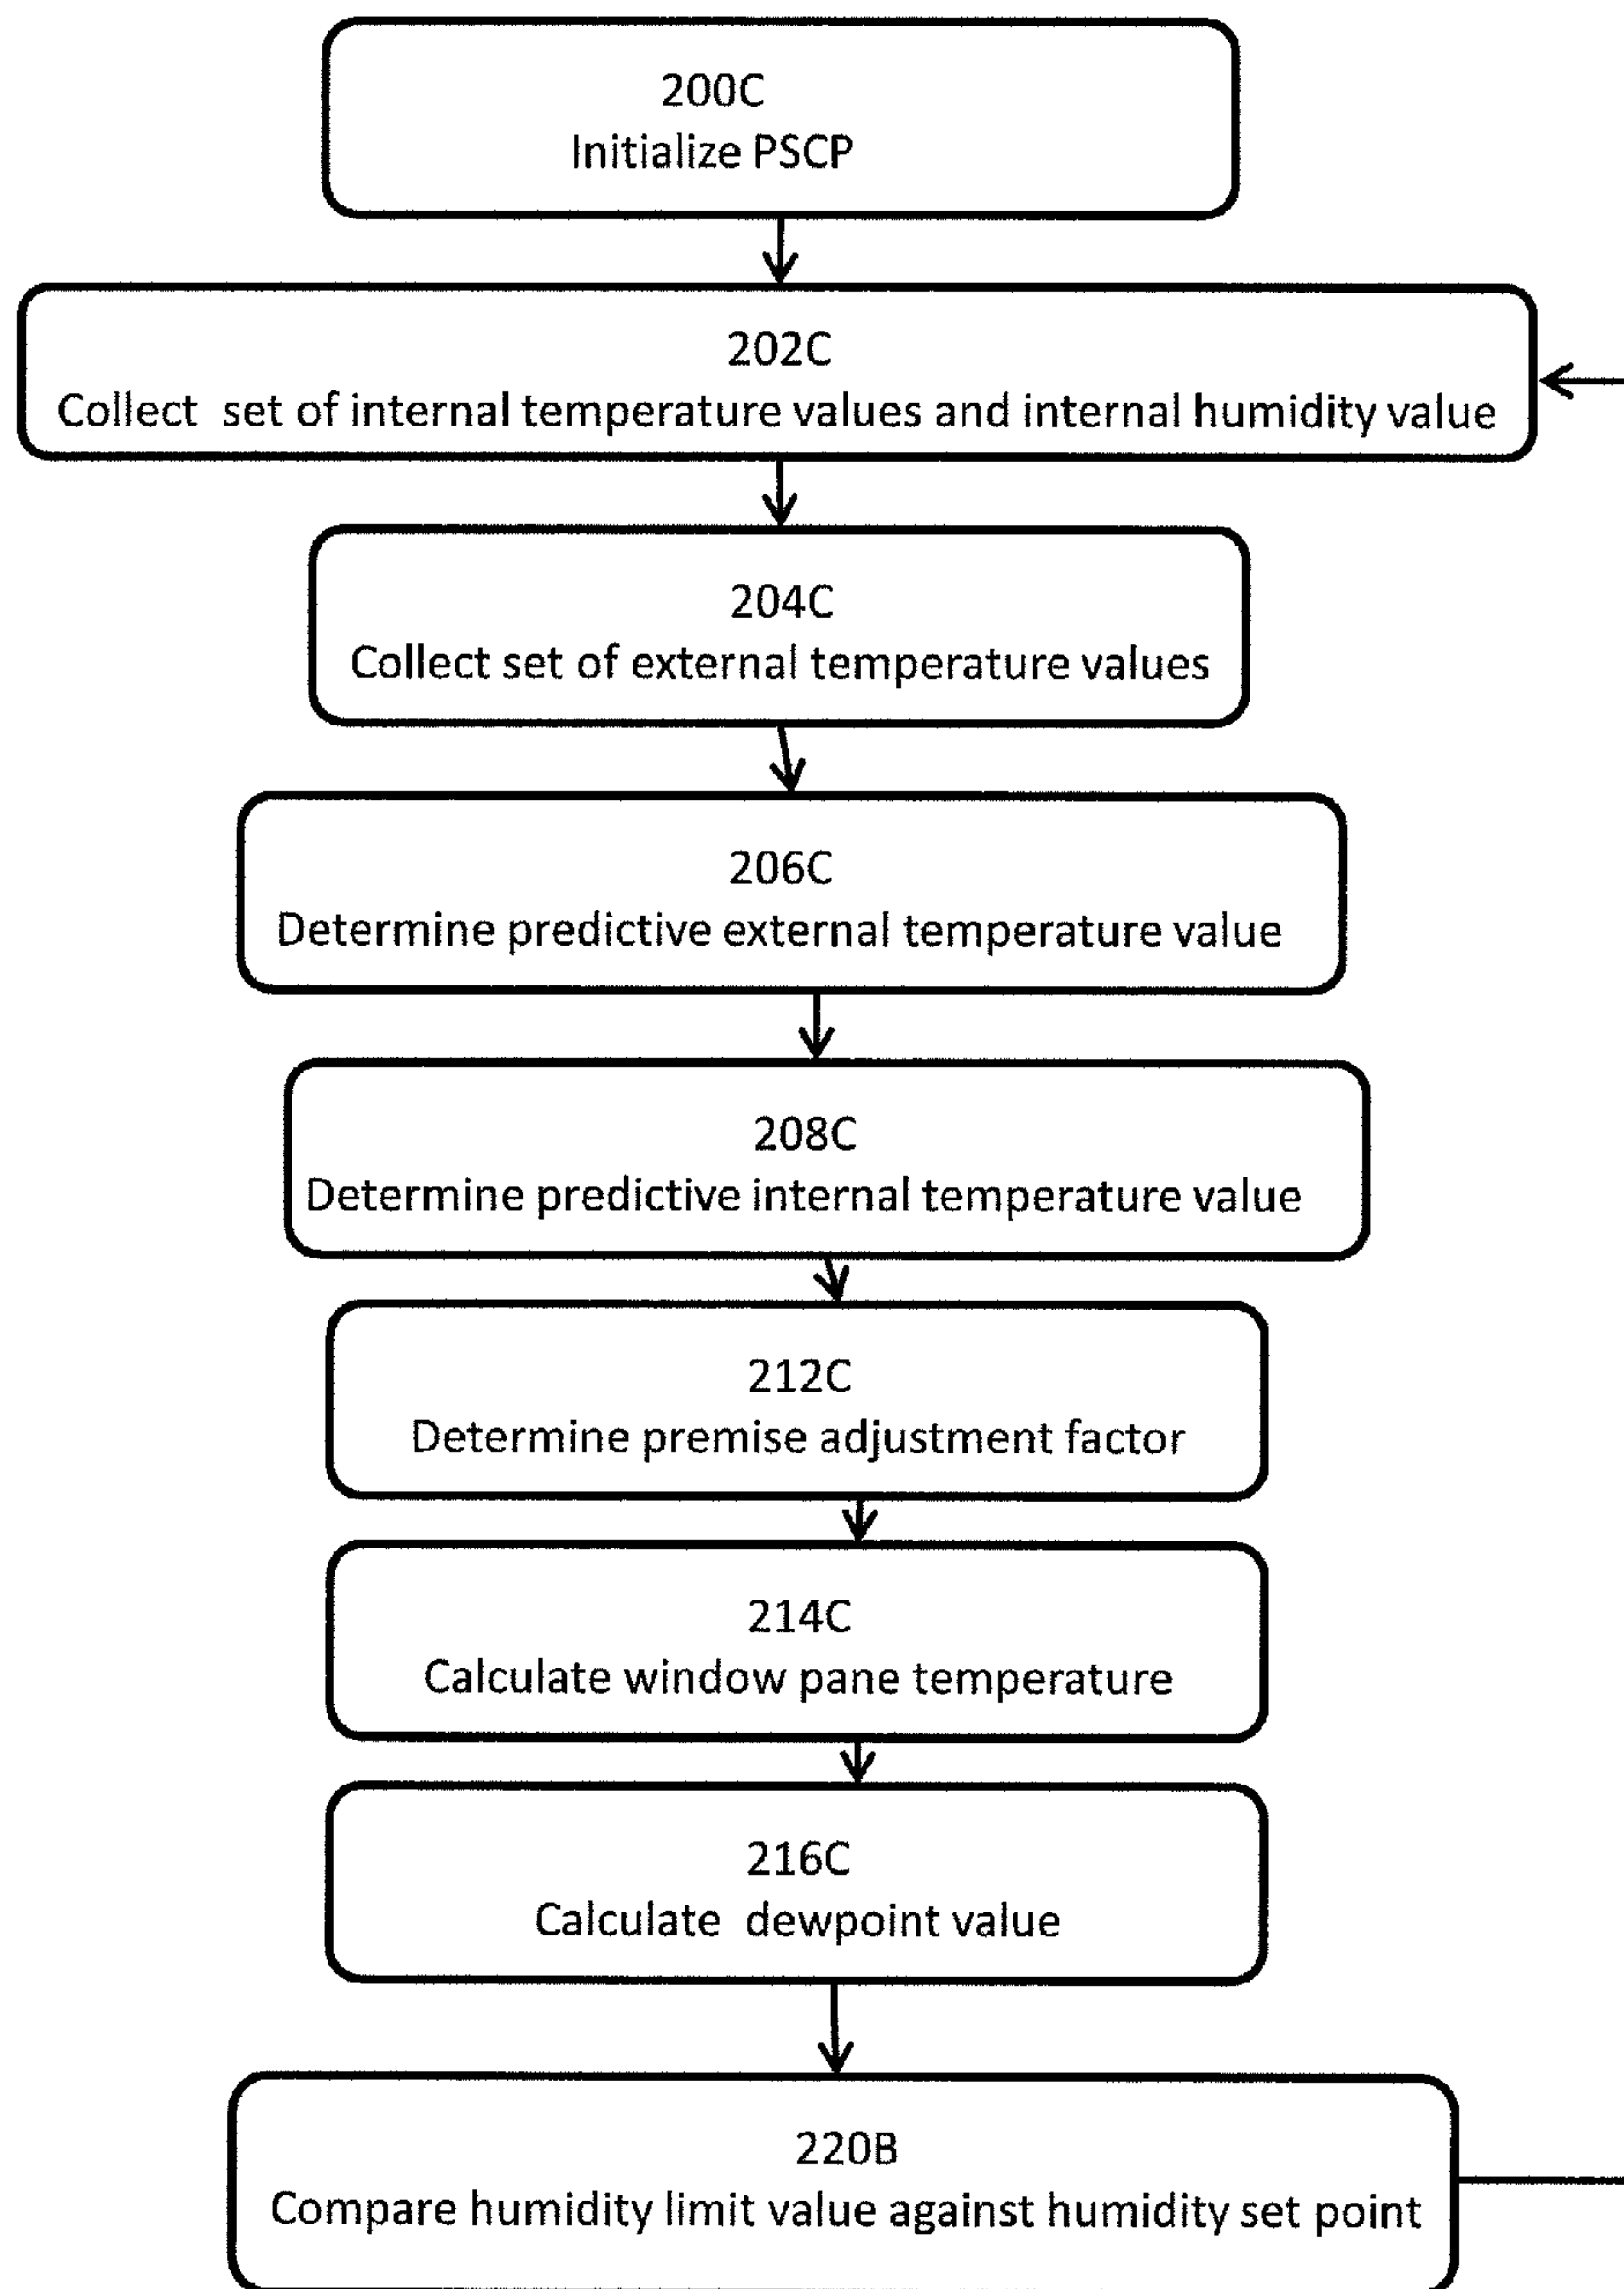 200C
Initialize PSCP
202C
Collect set of internal temperature values and internal humidity value
204C
Collect set of external temperature values
206C
Determine predictive external temperature value
208C
Determine predictive internal temperature value
212C
Determine premise adjustment factor
214C
Calculate window pane temperature
216C
Calculate dewpoint value
220B
Compare humidity limit value against humidity set point